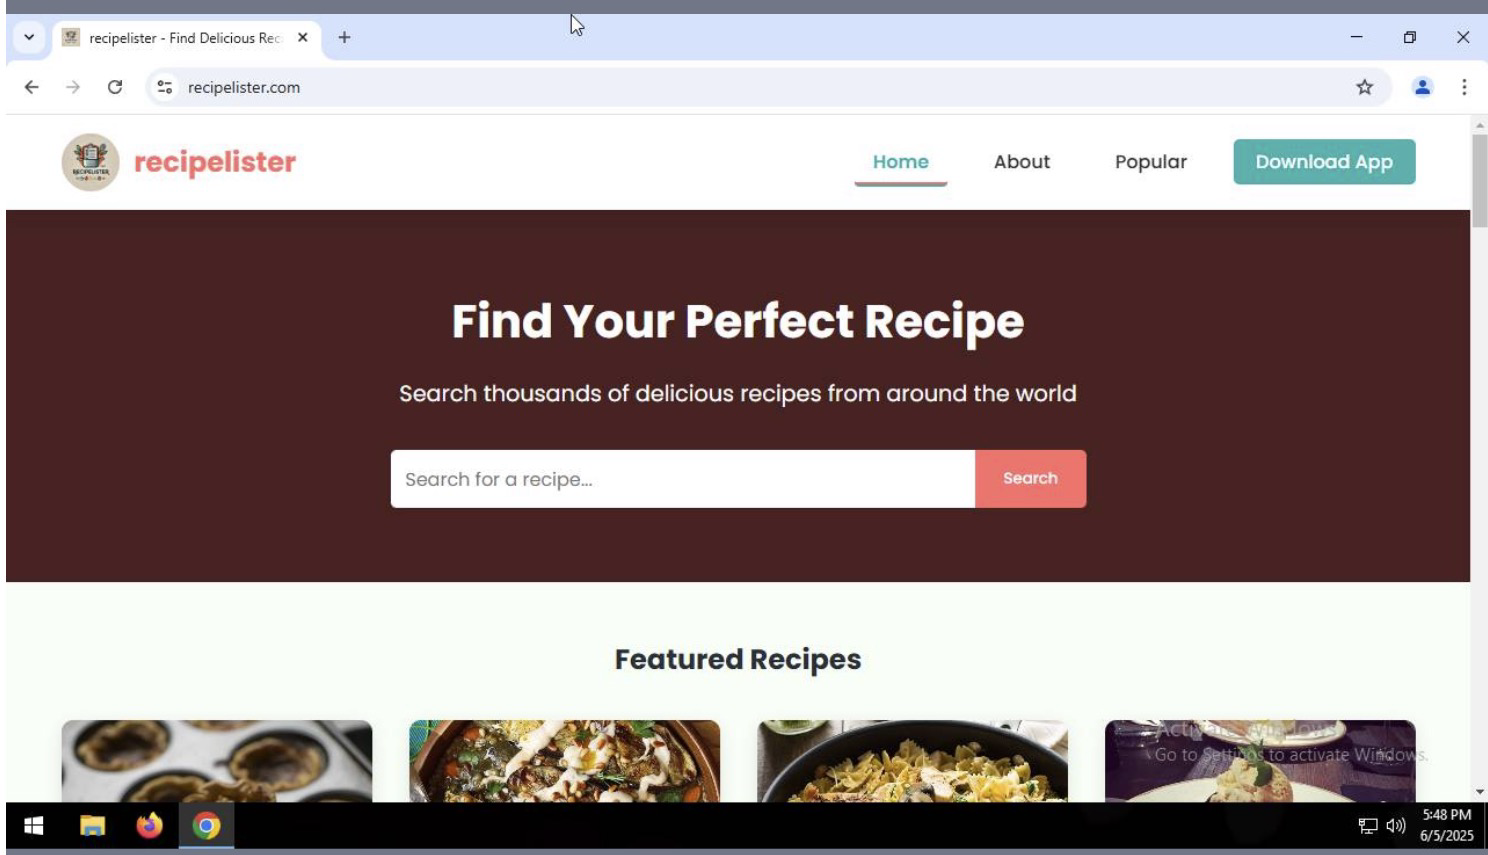 recipelister - Find Delicious Rec
recipelister.com
RECIPELISTER
recipelister
Home
About
Popular
Download App
Find Your Perfect Recipe
Search thousands of delicious recipes from around the world
Search for a recipe...
Search
Featured Recipes
Activate Windows
Go to Settings to activate Windows.
5:48 PM
6/5/2025